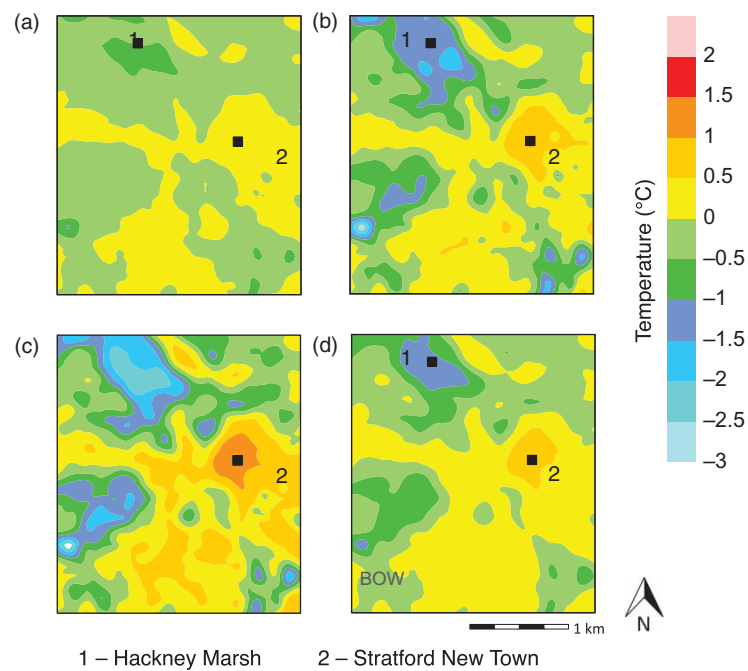 (a)
1
2
(b)
1
2
(c)
2
(d)
1
2
BOW
Temperature (°C)
2
1.5
1
0.5
0
–0.5
–1
–1.5
–2
–2.5
–3
1 km
N
1 – Hackney Marsh
2 – Stratford New Town